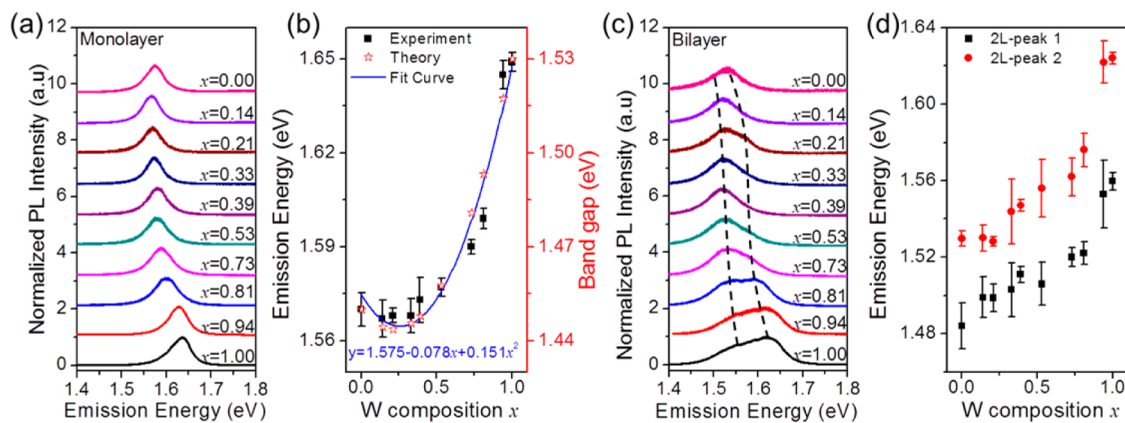 (a)
Monolayer
Normalized PL Intensity (a.u)
12
10
8
6
4
2
0
x=0.00
x=0.14
x=0.21
x=0.33
x=0.39
x=0.53
x=0.73
x=0.81
x=0.94
x=1.00
1.4 1.5 1.6 1.7 1.8
Emission Energy (eV)
(b)
Experiment
Theory
Fit Curve
Emission Energy (eV)
1.65
1.62
1.59
1.56
1.53
1.50
1.47
1.44
Band gap (eV)
y=1.575-0.078x+0.151x²
0.0 0.5 1.0
W composition x
(c)
Bilayer
Normalized PL Intensity (a.u)
12
10
8
6
4
2
0
x=0.00
x=0.14
x=0.21
x=0.33
x=0.39
x=0.53
x=0.73
x=0.81
x=0.94
x=1.00
1.4 1.5 1.6 1.7 1.8
Emission Energy (eV)
(d)
2L-peak 1
2L-peak 2
Emission Energy (eV)
1.64
1.60
1.56
1.52
1.48
0.0 0.5 1.0
W composition x